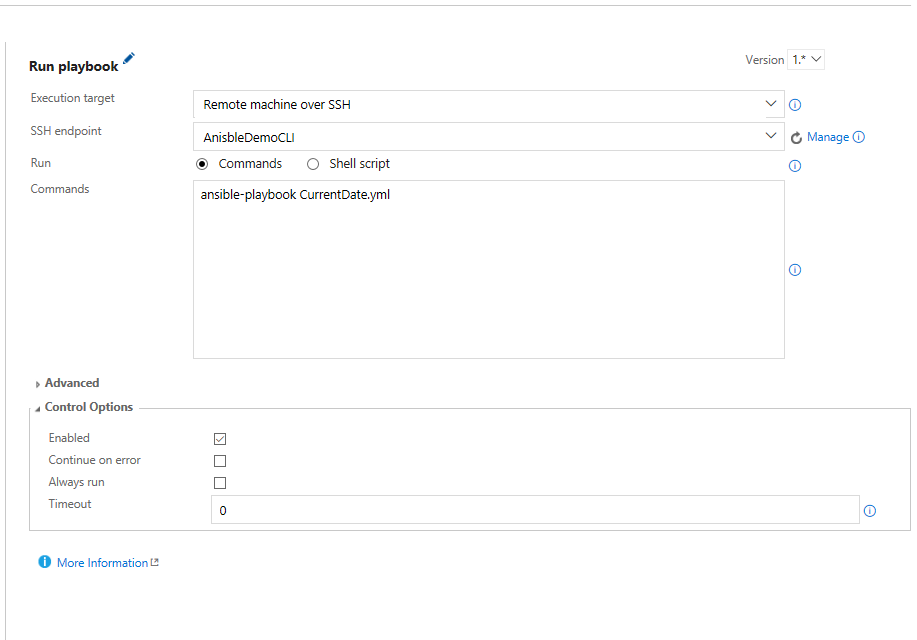 Run playbook
Version 1.*
Execution target Remote machine over SSH
SSH endpoint AnisbleDemoCLI Manage
Run Commands Shell script
Commands ansible-playbook CurrentDate.yml
Advanced
Control Options
Enabled
Continue on error
Always run
Timeout 0
More Information